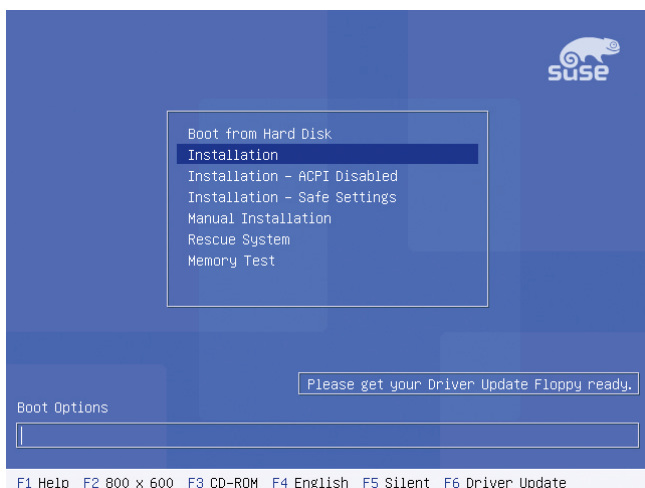 suse
Boot from Hard Disk
Installation
Installation - ACPI Disabled
Installation - Safe Settings
Manual Installation
Rescue System
Memory Test
Please get your Driver Update Floppy ready.
Boot Options
F1 Help F2 800 x 600 F3 CD-ROM F4 English F5 Silent F6 Driver Update